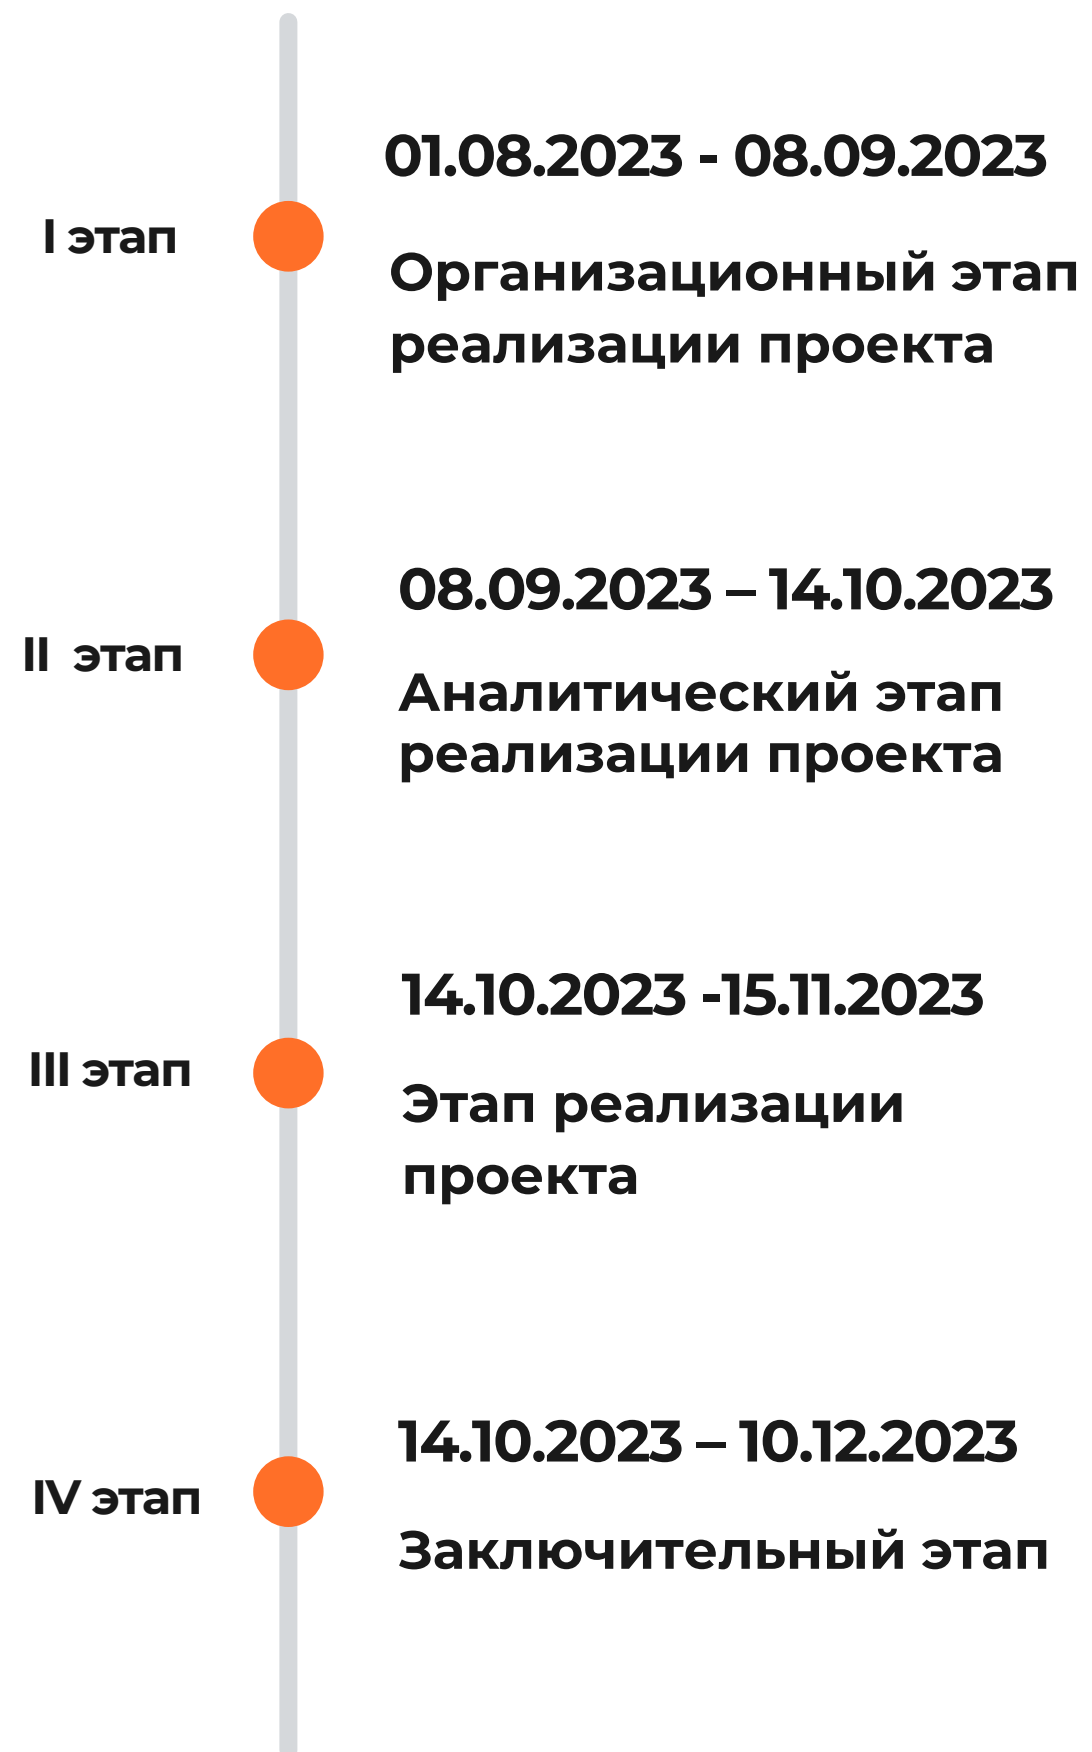 01.08.2023 - 08.09.2023
I этап
Организационный этап
реализации проекта
08.09.2023 – 14.10.2023
II этап
Аналитический этап
реализации проекта
14.10.2023 -15.11.2023
III этап
Этап реализации
проекта
14.10.2023 – 10.12.2023
IV этап
Заключительный этап